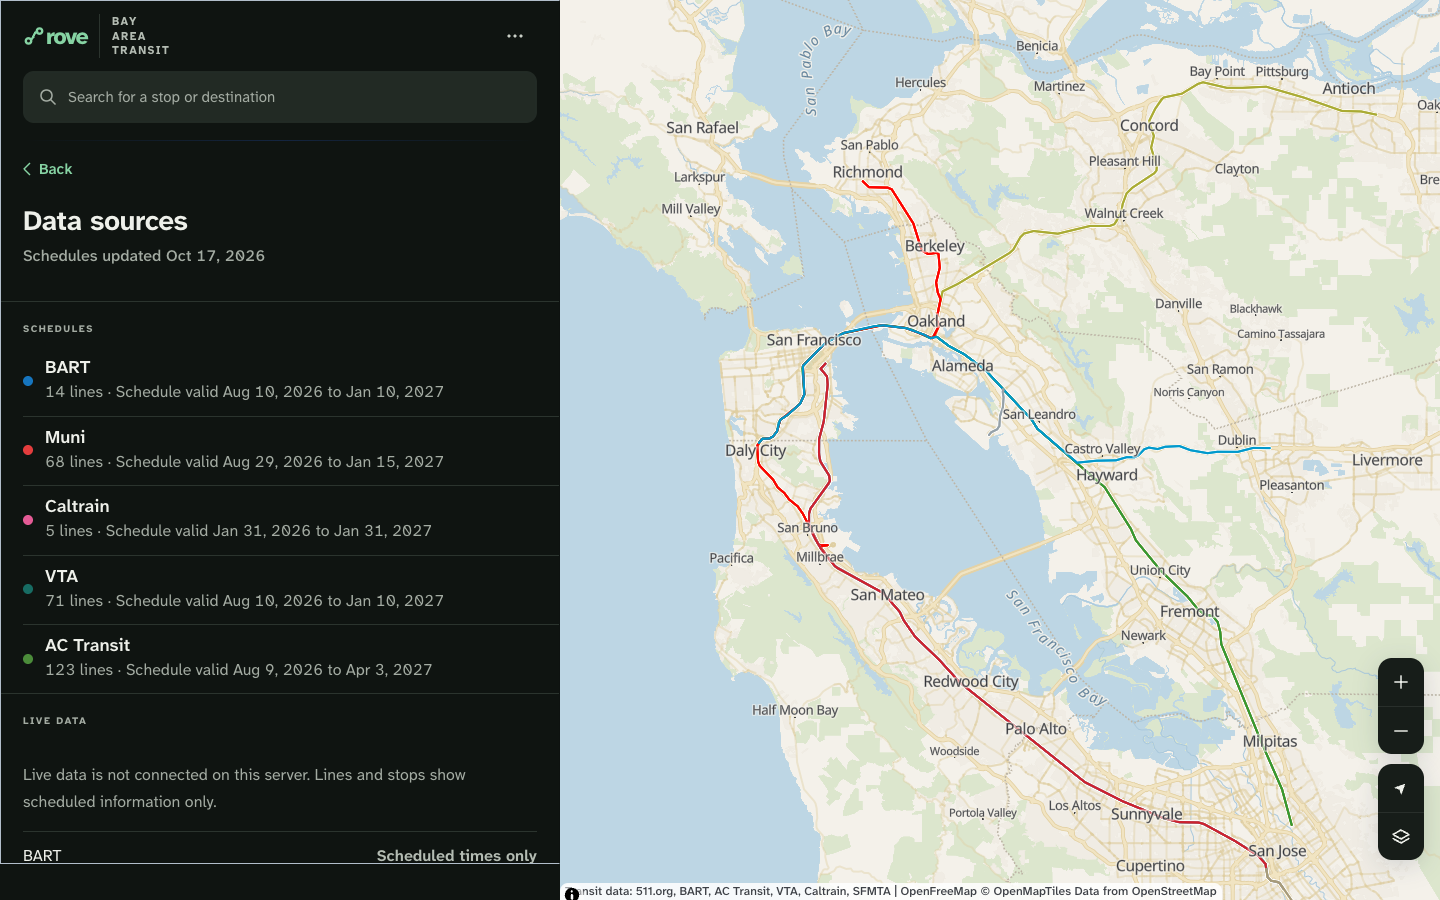 rove
BAY
AREA
TRANSIT
Search for a stop or destination
Back
Data sources
Schedules updated Oct 17, 2026
SCHEDULES
BART
14 lines · Schedule valid Aug 10, 2026 to Jan 10, 2027
Muni
68 lines · Schedule valid Aug 29, 2026 to Jan 15, 2027
Caltrain
5 lines · Schedule valid Jan 31, 2026 to Jan 31, 2027
VTA
71 lines · Schedule valid Aug 10, 2026 to Jan 10, 2027
AC Transit
123 lines · Schedule valid Aug 9, 2026 to Apr 3, 2027
LIVE DATA
Live data is not connected on this server. Lines and stops show
scheduled information only.
BART
Scheduled times only
San Pablo Bay
Benicia
Hercules
Martinez
Bay Point
Pittsburg
Antioch
Oak
San Rafael
Concord
San Pablo
Pleasant Hill
Clayton
Richmond
Larkspur
Bre
Mill Valley
Walnut Creek
Berkeley
Danville
Blackhawk
Oakland
Camino Tassajara
San Francisco
Alameda
San Ramon
Norris Canyon
San Leandro
Daly City
Castro Valley
Dublin
Livermore
Hayward
Pleasanton
San Bruno
Pacifica
Millbrae
Union City
San Mateo
San Francisco Bay
Fremont
Newark
Redwood City
Half Moon Bay
Palo Alto
Milpitas
Woodside
Portola Valley
Los Altos
Sunnyvale
San Jose
Cupertino
nsit data: 511.org, BART, AC Transit, VTA, Caltrain, SFMTA | OpenFreeMap © OpenMapTiles Data from OpenStreetMap